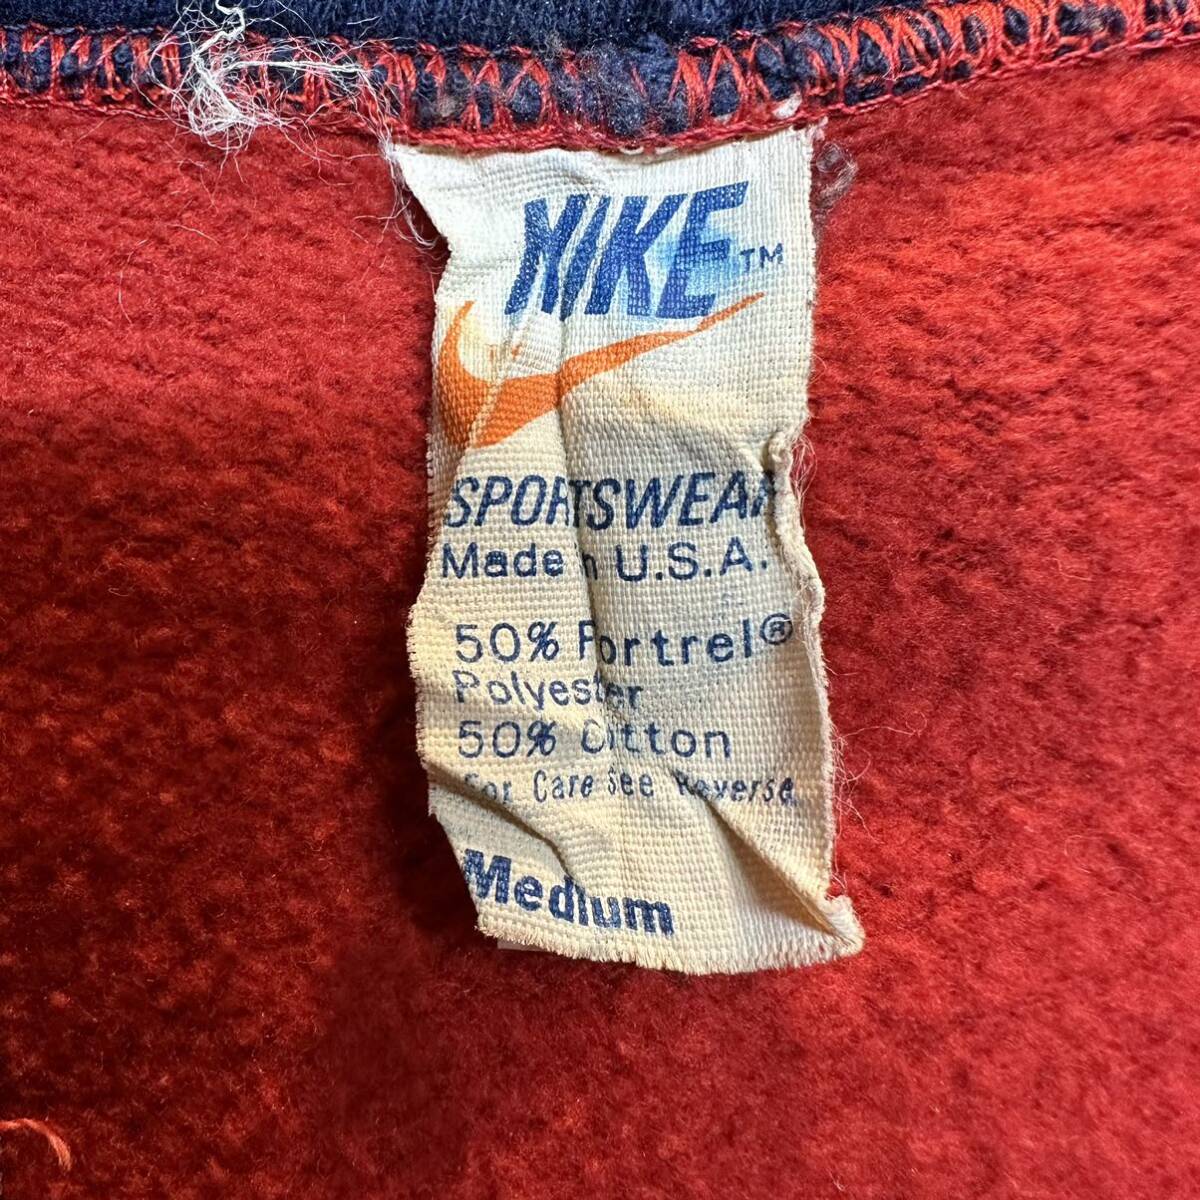 NIKE™
SPORTSWEAR
Made in U.S.A.
50% Fortrel®
Polyester
50% Cotton
For Care See Reverse.
Medium